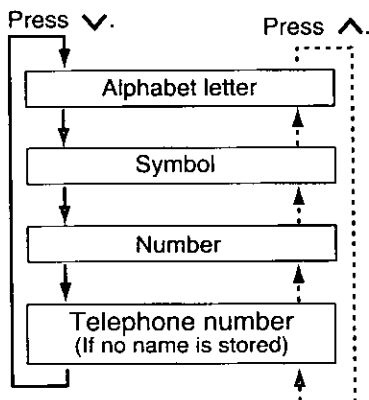 Press ∨.
Press ∧.
Alphabet letter
Symbol
Number
Telephone number
(If no name is stored)